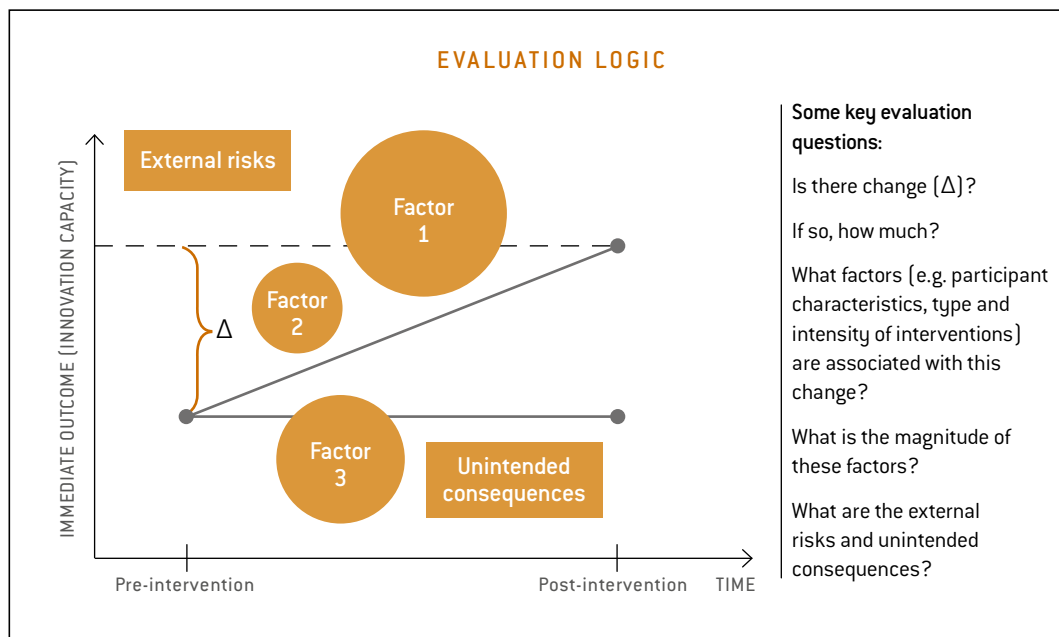 EVALUATION LOGIC
IMMEDIATE OUTCOME (INNOVATION CAPACITY)
External risks
Factor
1
Factor
2
Δ
Factor
3
Unintended
consequences
Pre-intervention
Post-intervention
TIME
Some key evaluation
questions:
Is there change (Δ)?
If so, how much?
What factors (e.g. participant
characteristics, type and
intensity of interventions)
are associated with this
change?
What is the magnitude of
these factors?
What are the external
risks and unintended
consequences?